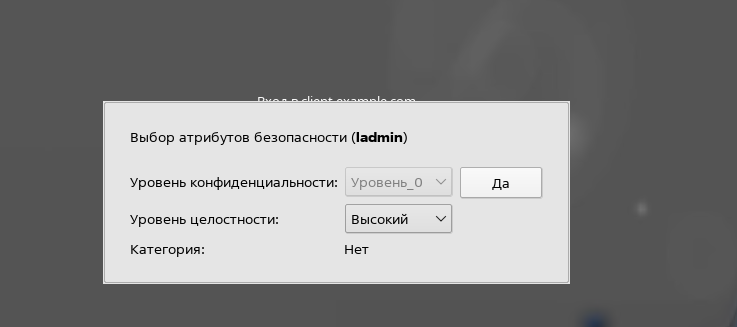 Вход в client.example.com
Выбор атрибутов безопасности (ladmin)
Уровень конфиденциальности: Уровень_0 Да
Уровень целостности: Высокий
Категория: Нет